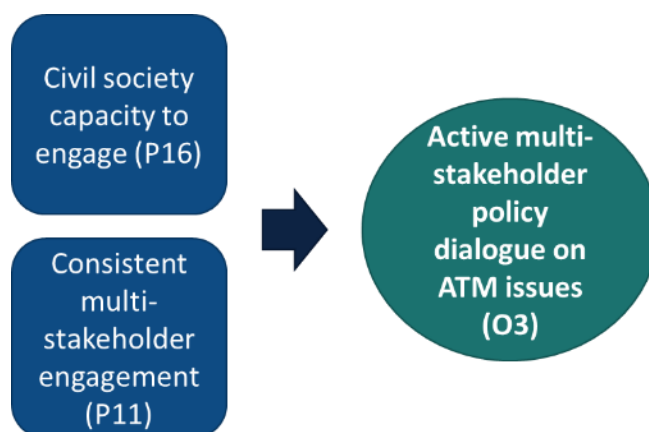 Civil society
capacity to
engage (P16)
Consistent
multi-
stakeholder
engagement
(P11)
Active multi-
stakeholder
policy
dialogue on
ATM issues
(O3)